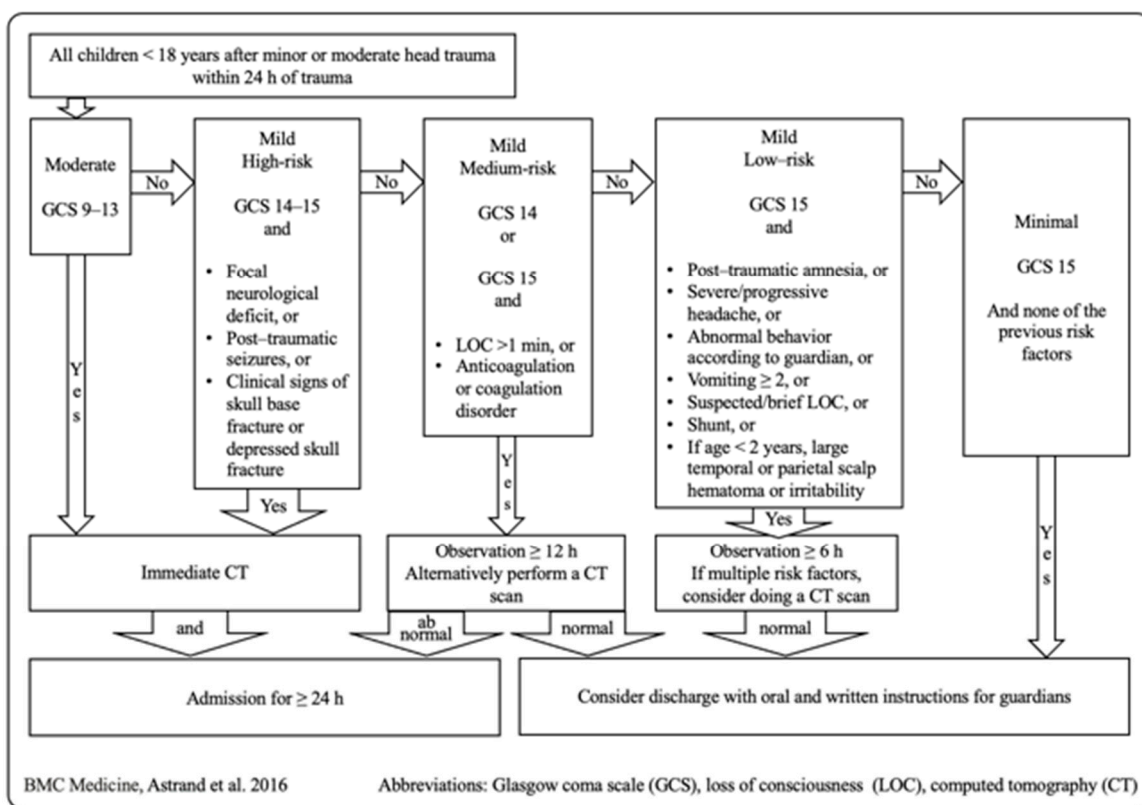 All children < 18 years after minor or moderate head trauma
within 24 h of trauma
Moderate
GCS 9–13
No
Mild
High-risk
GCS 14–15
and
• Focal
neurological
deficit, or
• Post–traumatic
seizures, or
• Clinical signs of
skull base
fracture or
depressed skull
fracture
No
Mild
Medium-risk
GCS 14
or
GCS 15
and
• LOC >1 min, or
• Anticoagulation
or coagulation
disorder
No
Mild
Low–risk
GCS 15
and
• Post–traumatic amnesia, or
• Severe/progressive
headache, or
• Abnormal behavior
according to guardian, or
• Vomiting ≥ 2, or
• Suspected/brief LOC, or
• Shunt, or
• If age < 2 years, large
temporal or parietal scalp
hematoma or irritability
No
Minimal
GCS 15
And none of the
previous risk
factors
Yes
Yes
Yes
Yes
Yes
Immediate CT
Observation ≥ 12 h
Alternatively perform a CT
scan
Observation ≥ 6 h
If multiple risk factors,
consider doing a CT scan
and
ab
normal
normal
normal
Admission for ≥ 24 h
Consider discharge with oral and written instructions for guardians
BMC Medicine, Astrand et al. 2016
Abbreviations: Glasgow coma scale (GCS), loss of consciousness (LOC), computed tomography (CT)